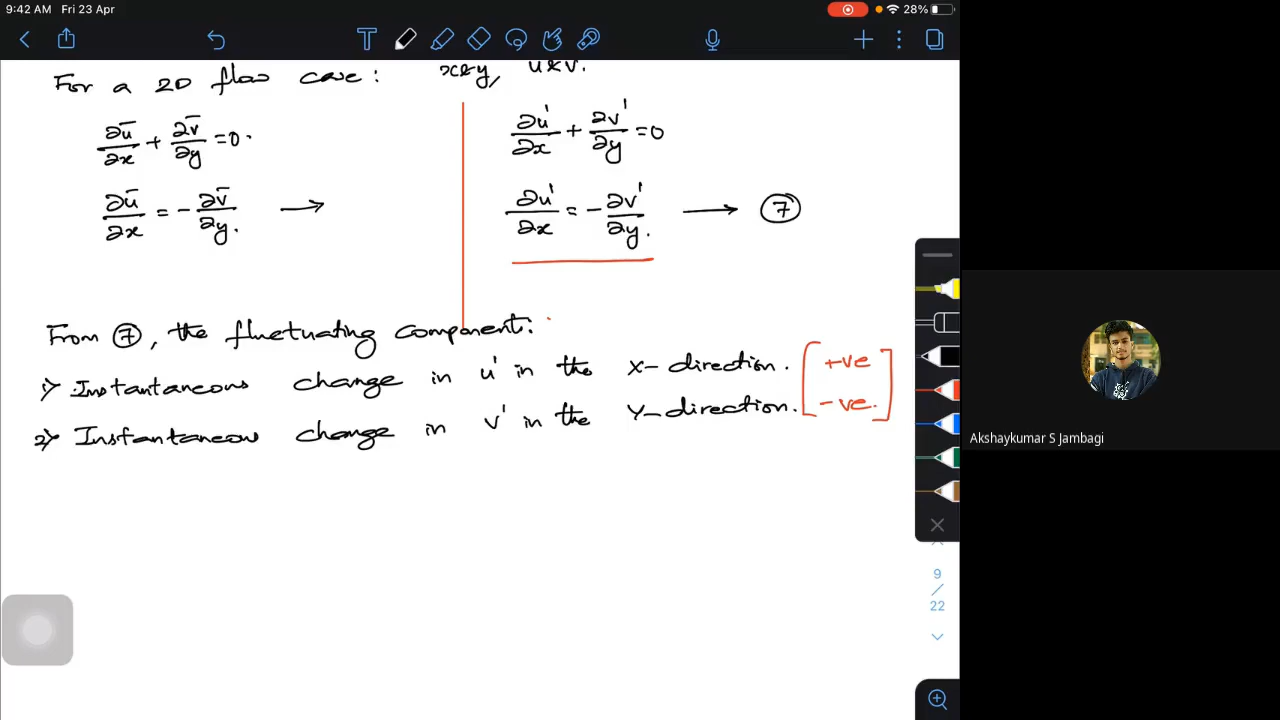 9:42 AM Fri 23 Apr
28%
For a 2D flow case: x & y, u & v.
∂ū/∂x + ∂v̄/∂y = 0.
∂ū/∂x = - ∂v̄/∂y. →
∂u'/∂x + ∂v'/∂y = 0
∂u'/∂x = - ∂v'/∂y. → ⑦
From ⑦, the fluctuating component:
1) Instantaneous change in u' in the x-direction. [+ve
2) Instantaneous change in v' in the y-direction. -ve.]
9
/
22
Akshaykumar S Jambagi